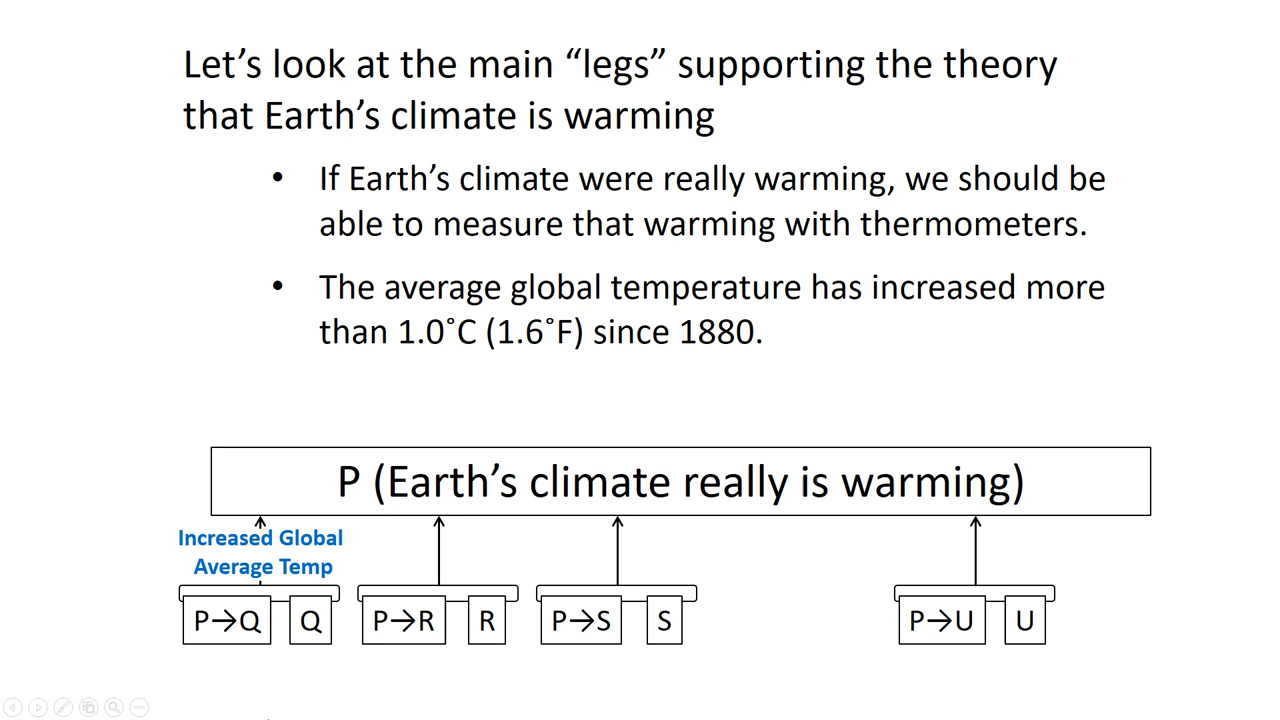 Let’s look at the main “legs” supporting the theory
that Earth’s climate is warming
• If Earth’s climate were really warming, we should be
able to measure that warming with thermometers.
• The average global temperature has increased more
than 1.0˚C (1.6˚F) since 1880.
P (Earth’s climate really is warming)
Increased Global
Average Temp
P→Q Q P→R R P→S S P→U U